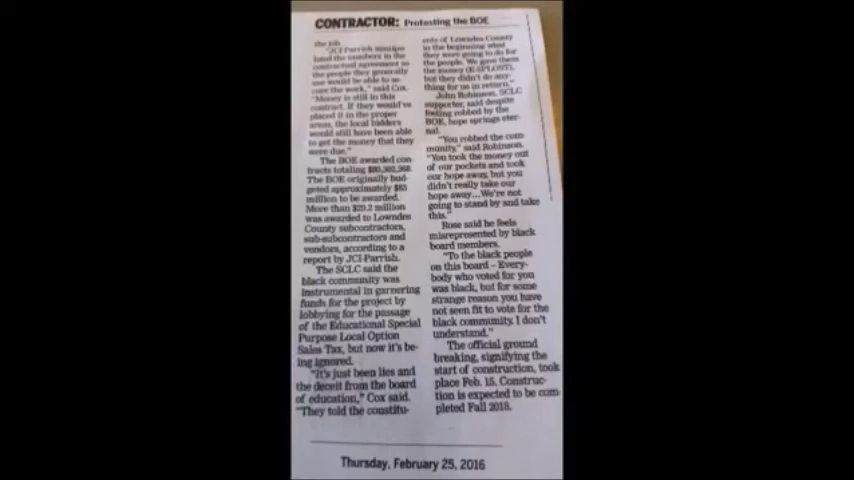 CONTRACTOR: Protesting the BOE
the job.
"JCI-Parrish manipu-
lated the numbers in the
contractual agreement so
the people they generally
use would be able to se-
cure the work," said Cox.
"Money is still in this
contract. If they would've
placed it in the proper
areas, the local bidders
would still have been able
to get the money that they
were due."
The BOE awarded con-
tracts totaling $80,302,368.
The BOE originally bud-
geted approximately $83
million to be awarded.
More than $29.2 million
was awarded to Lowndes
County subcontractors,
sub-subcontractors and
vendors, according to a
report by JCI-Parrish.
The SCLC said the
black community was
instrumental in garnering
funds for the project by
lobbying for the passage
of the Educational Special
Purpose Local Option
Sales Tax, but now it's be-
ing ignored.
"It's just been lies and
the deceit from the board
of education," Cox said.
"They told the constitu-
ents of Lowndes County
in the beginning what
they were going to do for
the people. We gave them
the money (E-SPLOST),
but they didn't do any-
thing for us in return."
John Robinson, SCLC
supporter, said despite
feeling robbed by the
BOE, hope springs eter-
nal.
"You robbed the com-
munity," said Robinson.
"You took the money out
of our pockets and took
our hope away, but you
didn't really take our
hope away....We're not
going to stand by and take
this."
Rose said he feels
misrepresented by black
board members.
"To the black people
on this board – Every-
body who voted for you
was black, but for some
strange reason you have
not seen fit to vote for the
black community. I don't
understand."
The official ground
breaking, signifying the
start of construction, took
place Feb. 15. Construc-
tion is expected to be com-
pleted Fall 2018.
Thursday, February 25, 2016